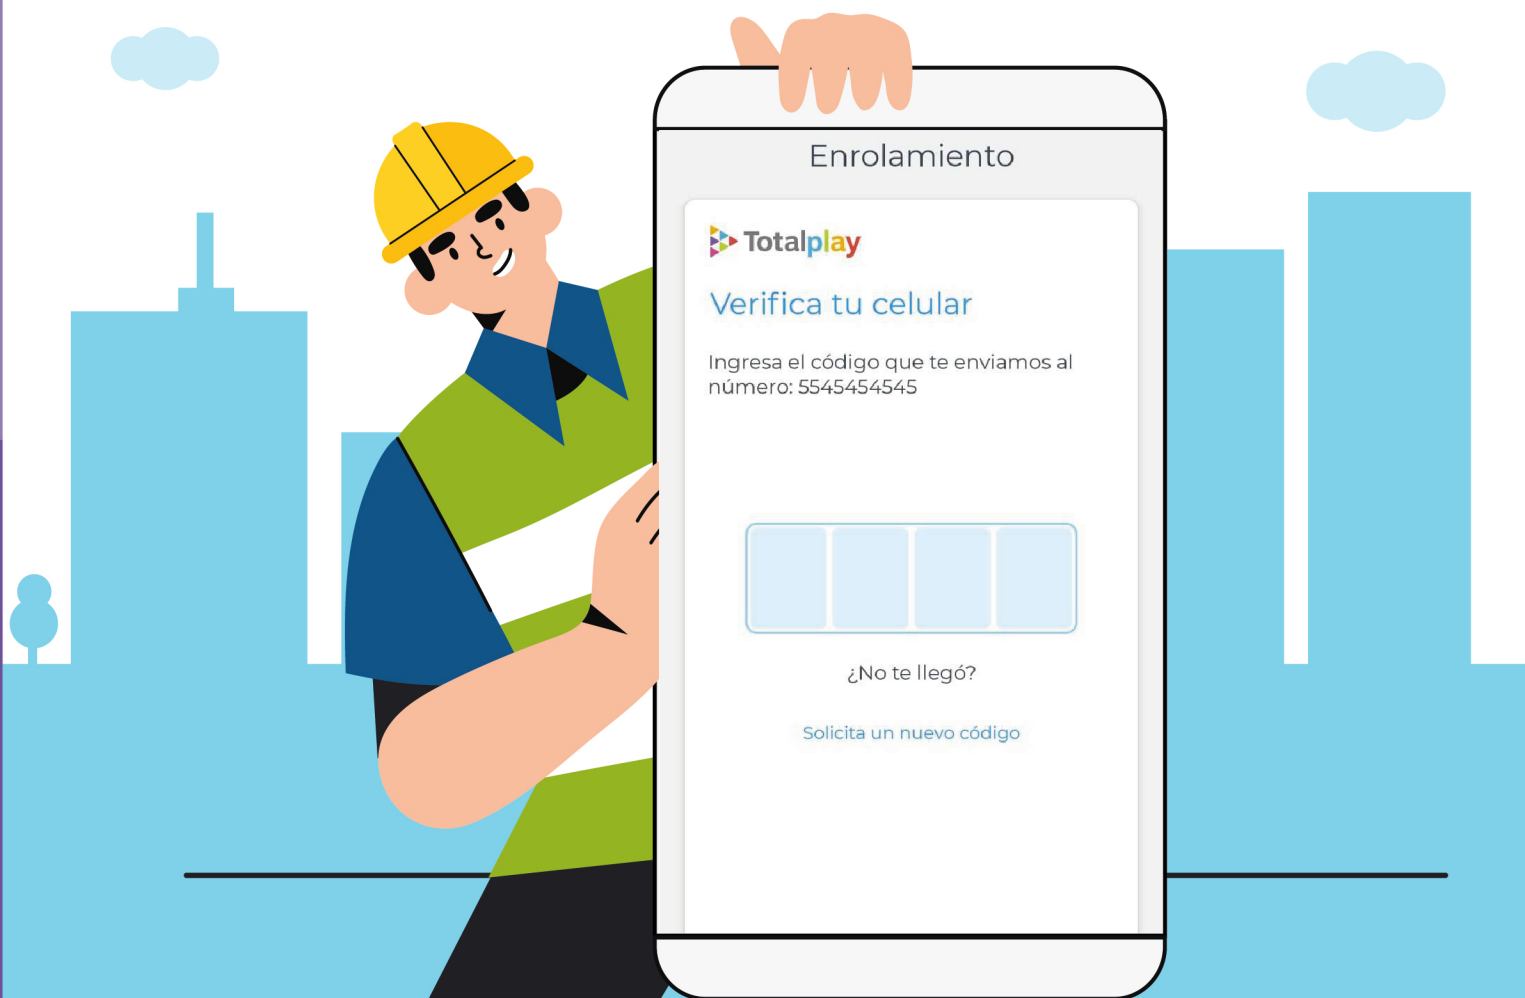 Enrolamiento
Totalplay
Verifica tu celular
Ingresa el código que te enviamos al
número: 5545454545
¿No te llegó?
Solicita un nuevo código